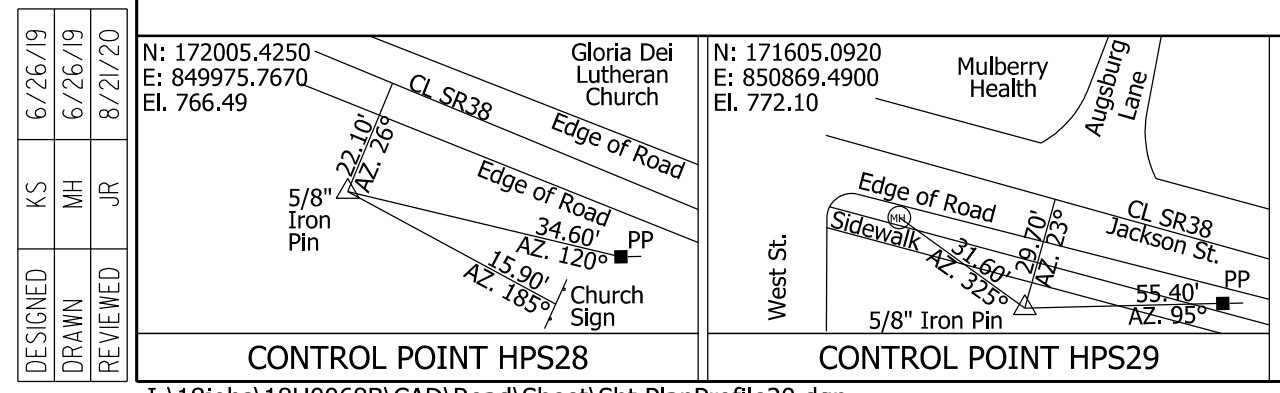 DESIGNED KS 6/26/19
DRAWN MH 6/26/19
REVIEWED JR 8/21/20
N: 172005.4250
E: 849975.7670
El. 766.49
Gloria Dei
Lutheran
Church
CL SR38
Edge of Road
Edge of Road
22.10'
AZ. 26°
5/8"
Iron
Pin
34.60'
AZ. 120°
PP
15.90'
AZ. 185°
Church
Sign
CONTROL POINT HPS28
N: 171605.0920
E: 850869.4900
El. 772.10
Mulberry
Health
Augsburg
Lane
Edge of Road
CL SR38
Jackson St.
MH
Sidewalk
29.70'
AZ. 23°
31.60'
AZ. 325°
West St.
55.40'
AZ. 95°
PP
5/8" Iron Pin
CONTROL POINT HPS29